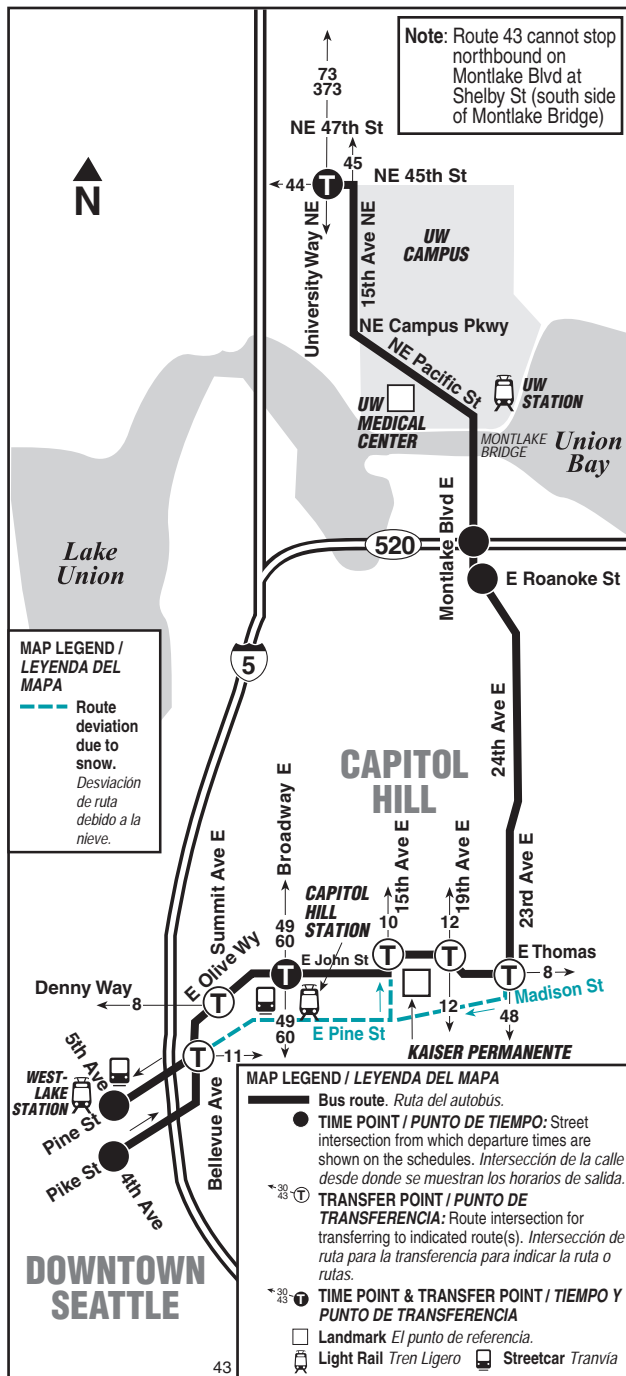 Note: Route 43 cannot stop
northbound on
Montlake Blvd at
Shelby St (south side
of Montlake Bridge)
73
373
NE 47th St
45
44
T
NE 45th St
N
University Way NE
15th Ave NE
UW
CAMPUS
NE Campus Pkwy
NE Pacific St
UW
STATION
UW
MEDICAL
CENTER
MONTLAKE
BRIDGE
Union
Bay
Montlake Blvd E
Lake
Union
520
E Roanoke St
5
MAP LEGEND /
LEYENDA DEL
MAPA
Route
deviation
due to
snow.
Desviación
de ruta
debido a la
nieve.
24th Ave E
CAPITOL
HILL
Broadway E
Summit Ave E
15th Ave E
19th Ave E
23rd Ave E
CAPITOL
HILL
STATION
49
60
10
12
E Olive Wy
E John St
T
T
T
T
T
E Thomas
8
Denny Way
8
49
60
12
48
Madison St
E Pine St
KAISER PERMANENTE
5th Ave
T
11
WEST-
LAKE
STATION
Pine St
Pike St
4th Ave
Bellevue Ave
DOWNTOWN
SEATTLE
MAP LEGEND / LEYENDA DEL MAPA
Bus route. Ruta del autobús.
TIME POINT / PUNTO DE TIEMPO: Street
intersection from which departure times are
shown on the schedules. Intersección de la calle
desde donde se muestran los horarios de salida.
30
43
T
TRANSFER POINT / PUNTO DE
TRANSFERENCIA: Route intersection for
transferring to indicated route(s). Intersección de
ruta para la transferencia para indicar la ruta o
rutas.
30
43
T
TIME POINT & TRANSFER POINT / TIEMPO Y
PUNTO DE TRANSFERENCIA
Landmark El punto de referencia.
Light Rail Tren Ligero Streetcar Tranvía
43